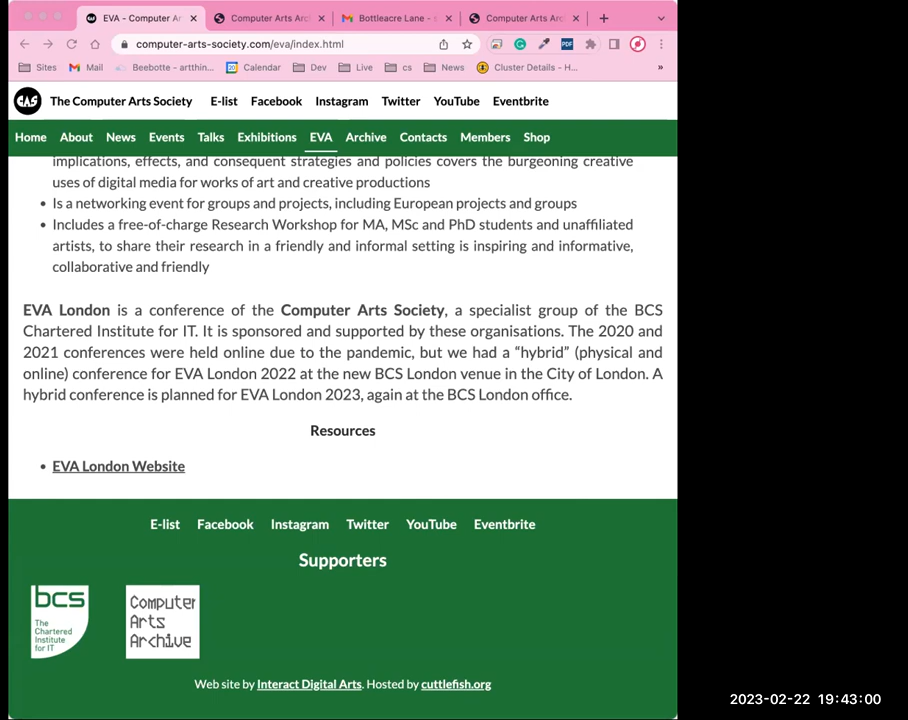 EVA - Computer Ar
Computer Arts Arc
Bottleacre Lane - s
Computer Arts Arc
computer-arts-society.com/eva/index.html
Sites Mail Beebotte - artthin... Calendar Dev Live cs News Cluster Details - H... »
CAS The Computer Arts Society E-list Facebook Instagram Twitter YouTube Eventbrite
Home About News Events Talks Exhibitions EVA Archive Contacts Members Shop
implications, effects, and consequent strategies and policies covers the burgeoning creative
uses of digital media for works of art and creative productions
• Is a networking event for groups and projects, including European projects and groups
• Includes a free-of-charge Research Workshop for MA, MSc and PhD students and unaffiliated
artists, to share their research in a friendly and informal setting is inspiring and informative,
collaborative and friendly
EVA London is a conference of the Computer Arts Society, a specialist group of the BCS
Chartered Institute for IT. It is sponsored and supported by these organisations. The 2020 and
2021 conferences were held online due to the pandemic, but we had a “hybrid” (physical and
online) conference for EVA London 2022 at the new BCS London venue in the City of London. A
hybrid conference is planned for EVA London 2023, again at the BCS London office.
Resources
• EVA London Website
E-list Facebook Instagram Twitter YouTube Eventbrite
Supporters
bcs
The
Chartered
Institute
for IT
Computer
Arts
Archive
Web site by Interact Digital Arts. Hosted by cuttlefish.org
2023-02-22 19:43:00